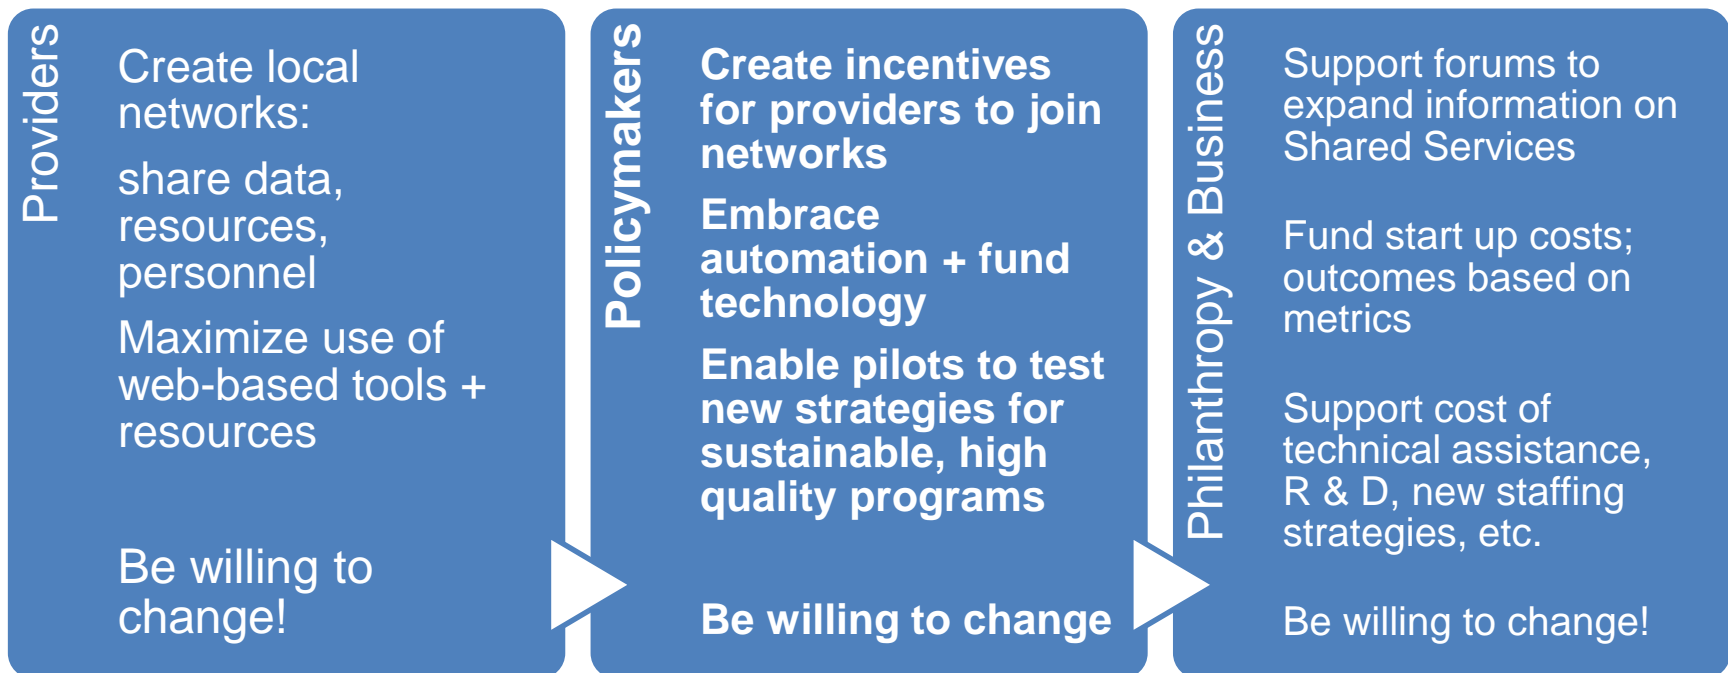 Providers
Create local
networks:
share data,
resources,
personnel
Maximize use of
web-based tools +
resources
Be willing to
change!
Policymakers
Create incentives
for providers to join
networks
Embrace
automation + fund
technology
Enable pilots to test
new strategies for
sustainable, high
quality programs
Be willing to change
Philanthropy & Business
Support forums to
expand information on
Shared Services
Fund start up costs;
outcomes based on
metrics
Support cost of
technical assistance,
R & D, new staffing
strategies, etc.
Be willing to change!